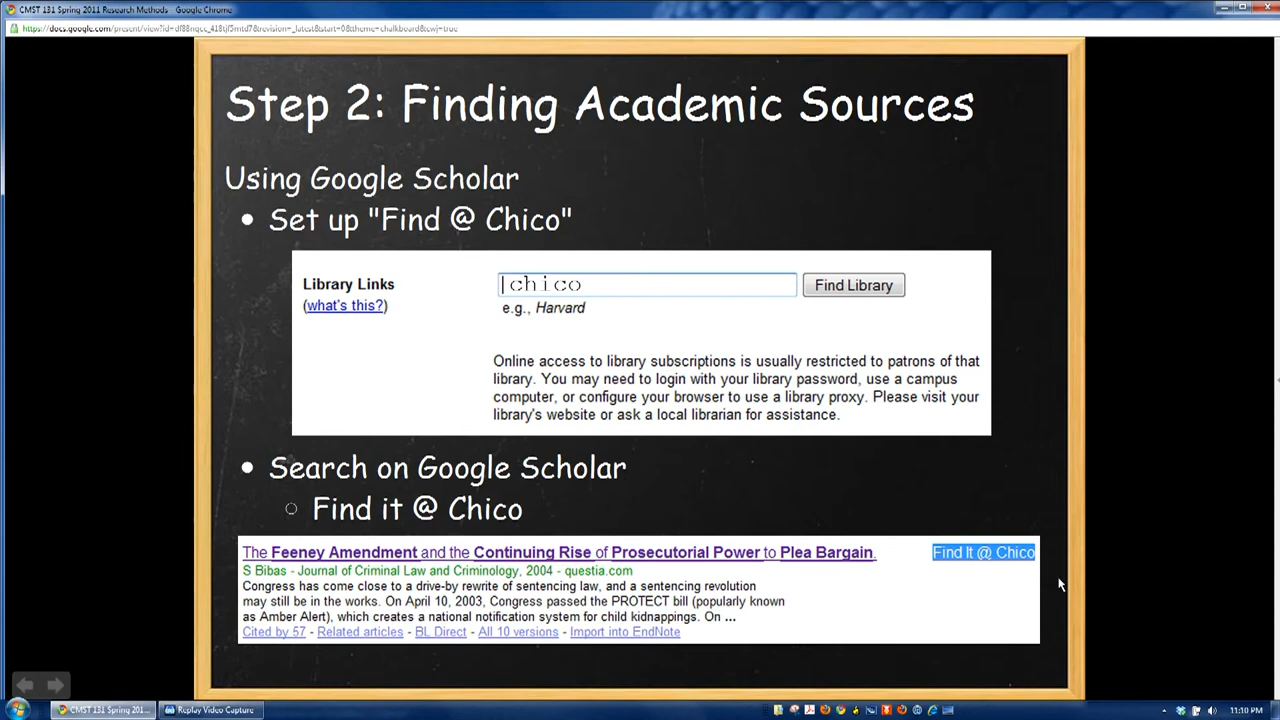 CMST 131 Spring 2011 Research Methods - Google Chrome
Step 2: Finding Academic Sources
Using Google Scholar
• Set up "Find @ Chico"
Library Links
chico
Find Library
(what's this?)
e.g., Harvard
Online access to library subscriptions is usually restricted to patrons of that
library. You may need to login with your library password, use a campus
computer, or configure your browser to use a library proxy. Please visit your
library's website or ask a local librarian for assistance.
• Search on Google Scholar
○ Find it @ Chico
The Feeney Amendment and the Continuing Rise of Prosecutorial Power to Plea Bargain.
Find It @ Chico
S Bibas - Journal of Criminal Law and Criminology, 2004 - questia.com
Congress has come close to a drive-by rewrite of sentencing law, and a sentencing revolution
may still be in the works. On April 10, 2003, Congress passed the PROTECT bill (popularly known
as Amber Alert), which creates a national notification system for child kidnappings. On ...
Cited by 57 - Related articles - BL Direct - All 10 versions - Import into EndNote
CMST 131 Spring 201...
Replay Video Capture
11:10 PM